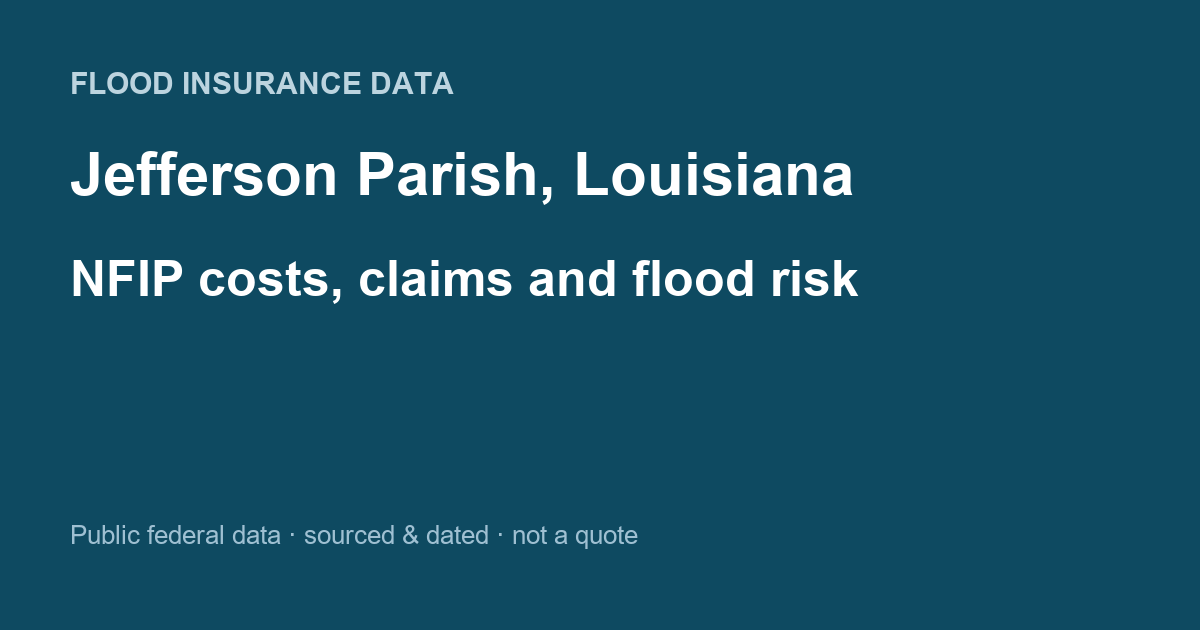 FLOOD INSURANCE DATA
Jefferson Parish, Louisiana
NFIP costs, claims and flood risk
Public federal data · sourced & dated · not a quote